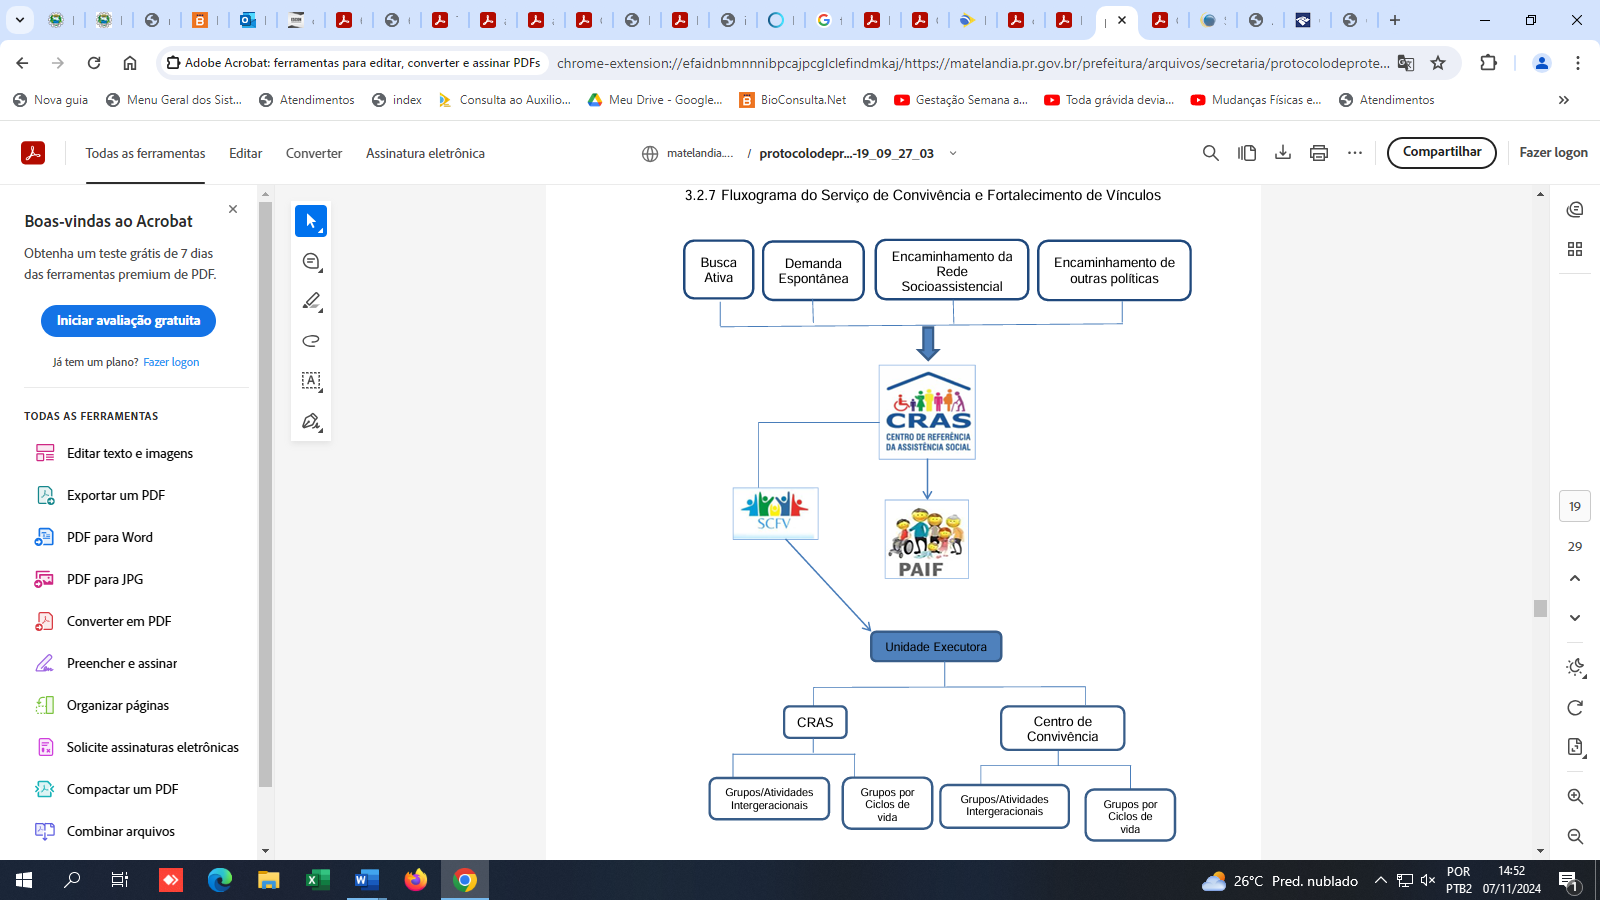 Adobe Acrobat: ferramentas para editar, converter e assinar PDFs
chrome-extension://efaidnbmnnnibpcajpcglclefindmkaj/https://matelandia.pr.gov.br/prefeitura/arquivos/secretaria/protocolodeprote...
Nova guia
Menu Geral dos Sist...
Atendimentos
index
Consulta ao Auxilio...
Meu Drive - Google...
BioConsulta.Net
Gestação Semana a...
Toda grávida devia...
Mudanças Físicas e...
Atendimentos
Todas as ferramentas
Editar
Converter
Assinatura eletrônica
matelandia.... / protocolodepr...-19_09_27_03
Compartilhar
Fazer logon
Boas-vindas ao Acrobat
Obtenha um teste grátis de 7 dias
das ferramentas premium de PDF.
Iniciar avaliação gratuita
Já tem um plano? Fazer logon
TODAS AS FERRAMENTAS
Editar texto e imagens
Exportar um PDF
PDF para Word
PDF para JPG
Converter em PDF
Preencher e assinar
Organizar páginas
Solicite assinaturas eletrônicas
Compactar um PDF
Combinar arquivos
3.2.7 Fluxograma do Serviço de Convivência e Fortalecimento de Vínculos
Busca
Ativa
Demanda
Espontânea
Encaminhamento da
Rede
Socioassistencial
Encaminhamento de
outras políticas
CRAS
CENTRO DE REFERÊNCIA
DA ASSISTÊNCIA SOCIAL
SCFV
PAIF
Unidade Executora
CRAS
Centro de
Convivência
Grupos/Atividades
Intergeracionais
Grupos por
Ciclos de
vida
Grupos/Atividades
Intergeracionais
Grupos por
Ciclos de
vida
19
29
26°C Pred. nublado
POR
PTB2
14:52
07/11/2024
1